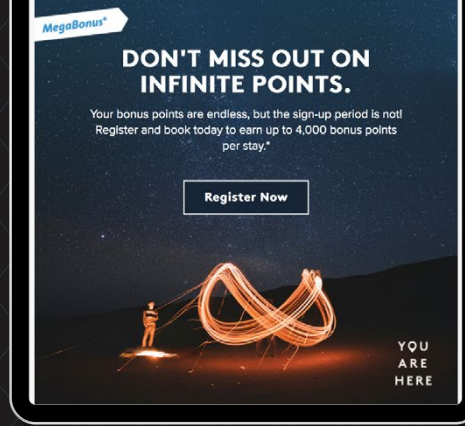 MegaBonus*
DON'T MISS OUT ON
INFINITE POINTS.
Your bonus points are endless, but the sign-up period is not!
Register and book today to earn up to 4,000 bonus points
per stay.*
Register Now
YOU
ARE
HERE